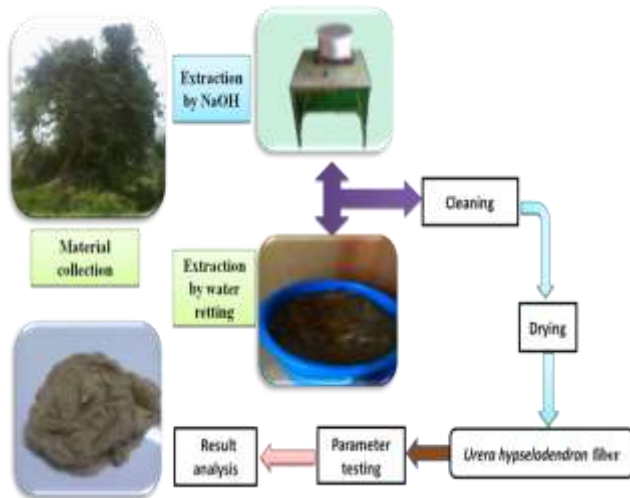 Extraction
by NaOH
Material
collection
Extraction
by water
retting
Cleaning
Drying
Urera hypselodendron fiber
Parameter
testing
Result
analysis